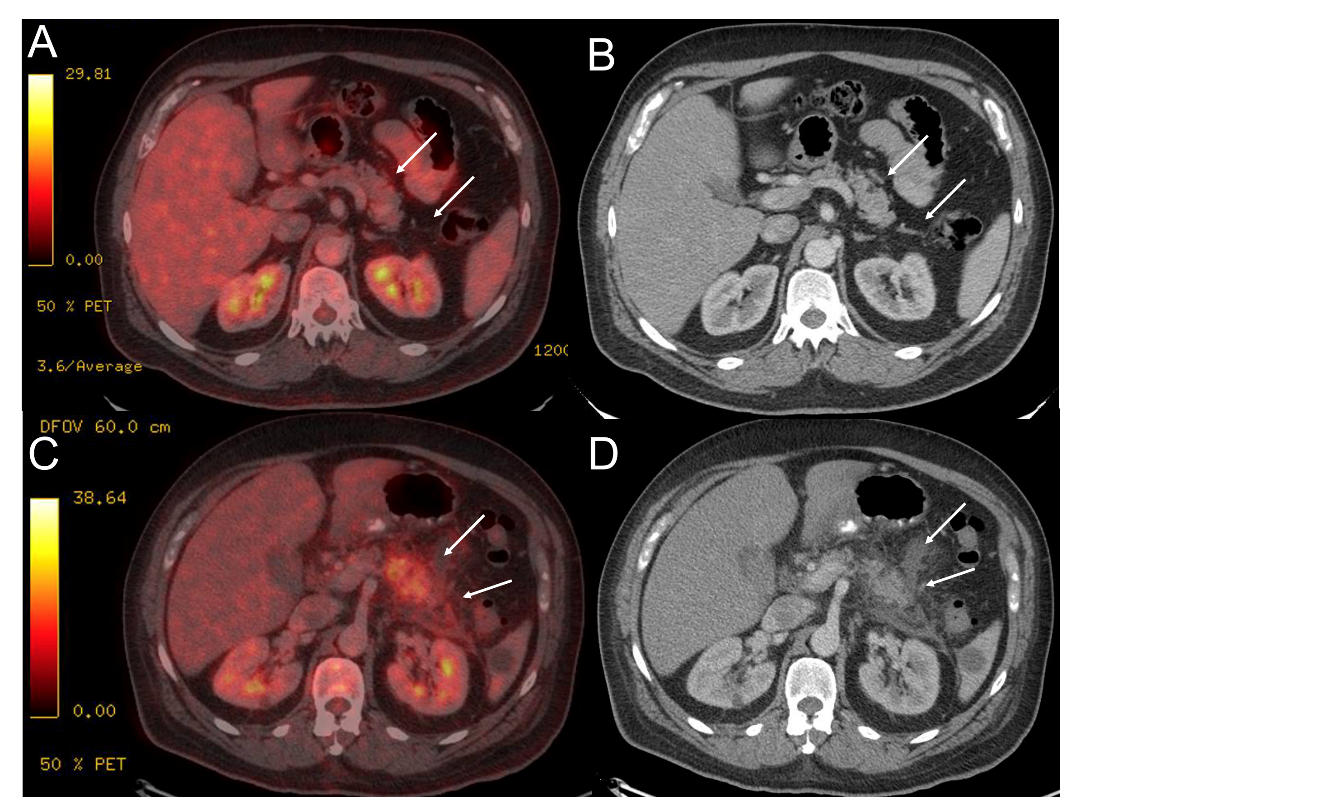 A
B
29.81
0.00
50 % PET
3.6/Average
120
DFOV 60.0 cm
C
D
38.64
0.00
50 % PET